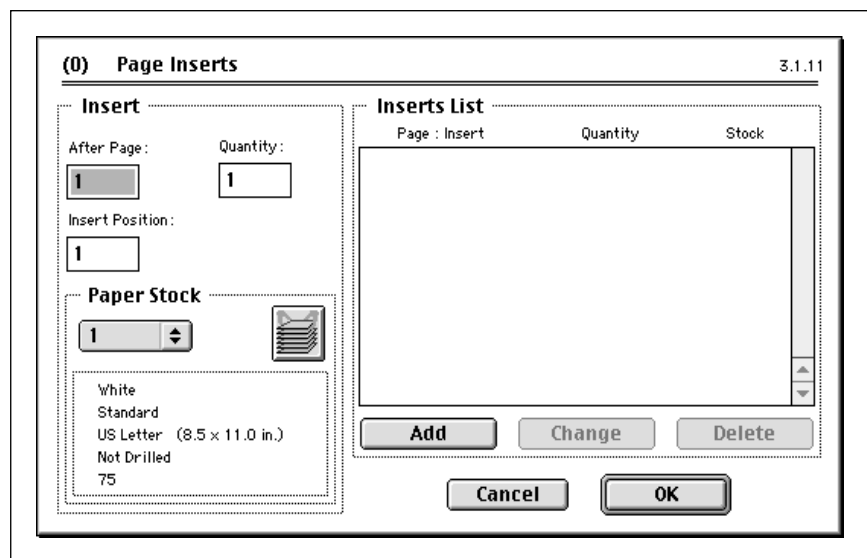 (0) Page Inserts 3.1.11
Insert
After Page: Quantity:
1 1
Insert Position:
1
Paper Stock
1
White
Standard
US Letter (8.5 x 11.0 in.)
Not Drilled
75
Inserts List
Page : Insert Quantity Stock
Add Change Delete
Cancel OK